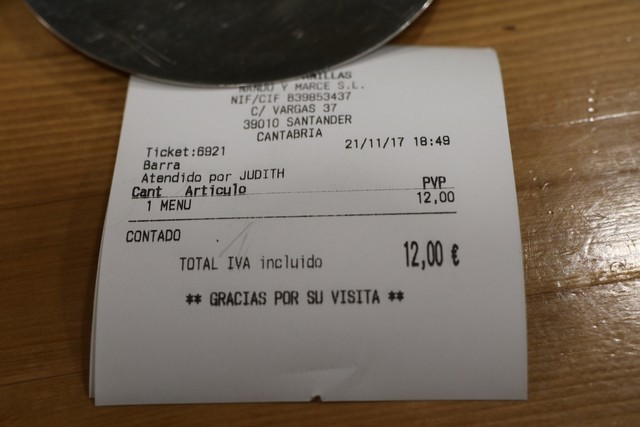 NANDO Y MARCE S.L.
NIF/CIF B39853437
C/ VARGAS 37
39010 SANTANDER
CANTABRIA
Ticket:6921 21/11/17 18:49
Barra
Atendido por JUDITH
Cant Artículo PVP
1 MENU 12,00
CONTADO
TOTAL IVA incluido 12,00 €
** GRACIAS POR SU VISITA **